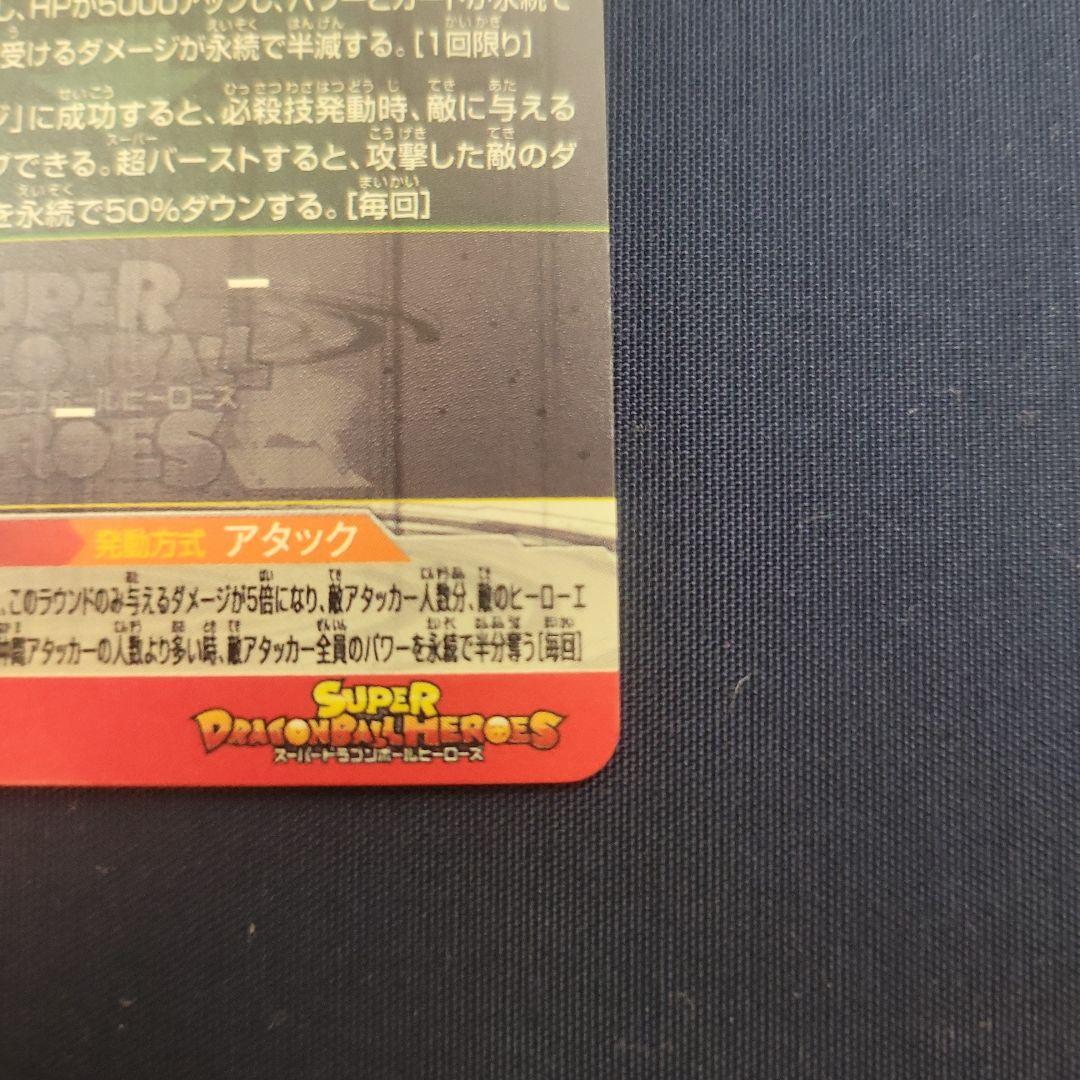 し、HPが5000アップし、パワーとガードが永続で
受けるダメージが永続で半減する。[1回限り]
ジ」に成功すると、必殺技発動時、敵に与える
できる。超バーストすると、攻撃した敵のダ
を永続で50%ダウンする。[毎回]
SUPER
DRAGONBALL
ドラゴンボールヒーローズ
HEROES
発動方式 アタック
、このラウンドのみ与えるダメージが5倍になり、敵アタッカー人数分、敵のヒーローエ
仲間アタッカーの人数より多い時、敵アタッカー全員のパワーを永続で半分奪う[毎回]
SUPER
DRAGONBALL HEROES
スーパードラゴンボールヒーローズ